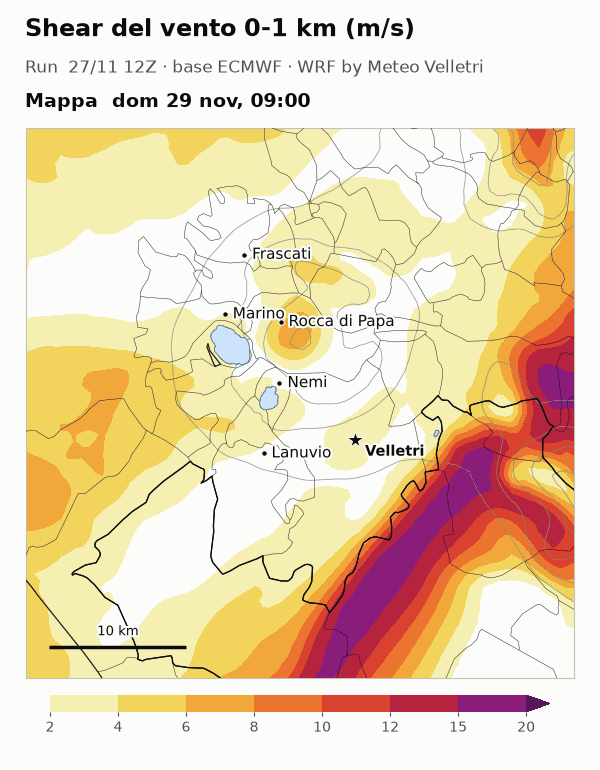 Shear del vento 0-1 km (m/s)
Run  27/11 12Z · base ECMWF · WRF by Meteo Velletri
Mappa  dom 29 nov, 09:00
Frascati
Marino
Rocca di Papa
Nemi
Velletri
Lanuvio
10 km
2 4 6 8 10 12 15 20